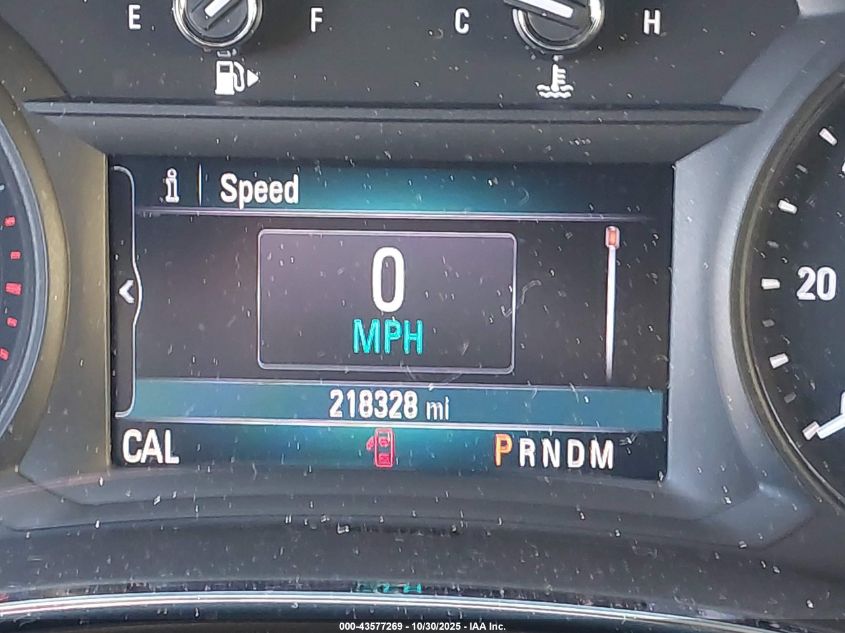 E F C H
i Speed
0
20
MPH
218328 mi
CAL PRNDM
000-43577269 - 10/30/2025 - IAA Inc.